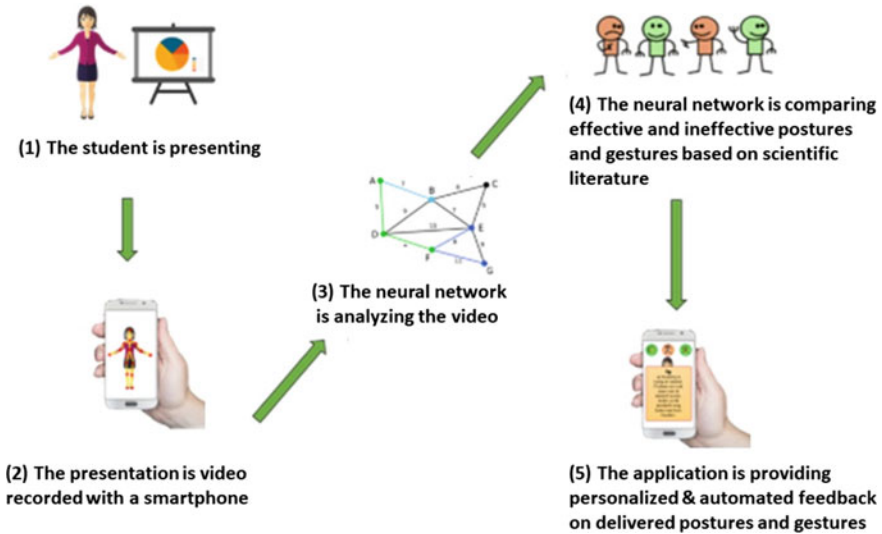 (1) The student is presenting
(2) The presentation is video
recorded with a smartphone
A
B
C
D
E
F
G
(3) The neural network
is analyzing the video
(4) The neural network is comparing
effective and ineffective postures
and gestures based on scientific
literature
(5) The application is providing
personalized & automated feedback
on delivered postures and gestures